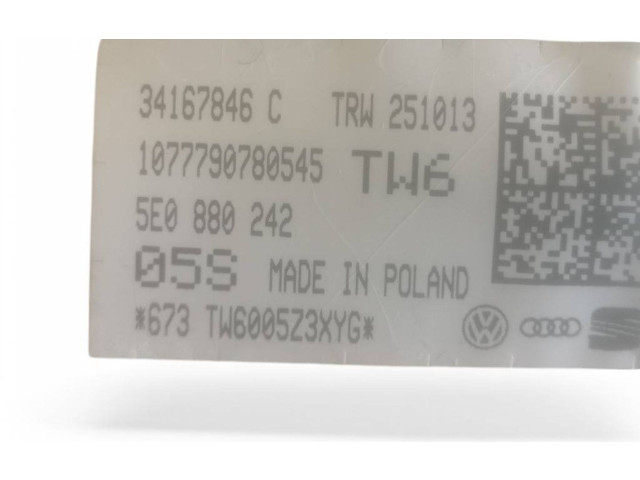 34167846 C TRW 251013
1077790780545 TW6
5E0 880 242
05S MADE IN POLAND
*673 TW6005Z3XYG*